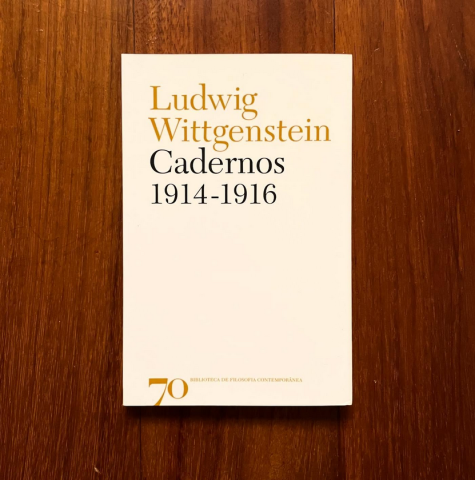 Ludwig
Wittgenstein
Cadernos
1914-1916
70 BIBLIOTECA DE FILOSOFIA CONTEMPORÂNEA